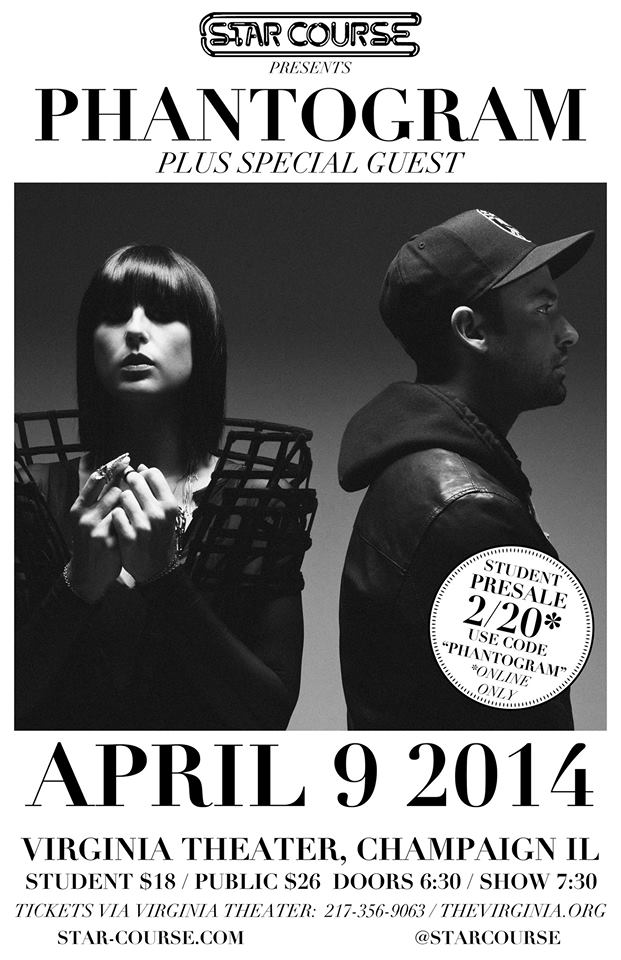 STAR COURSE
PRESENTS
PHANTOGRAM
PLUS SPECIAL GUEST
STUDENT
PRESALE
2/20*
USE CODE
"PHANTOGRAM"
*ONLINE
ONLY
APRIL 9 2014
VIRGINIA THEATER, CHAMPAIGN IL
STUDENT $18 / PUBLIC $26 DOORS 6:30 / SHOW 7:30
TICKETS VIA VIRGINIA THEATER: 217-356-9063 / THEVIRGINIA.ORG
STAR-COURSE.COM @STARCOURSE